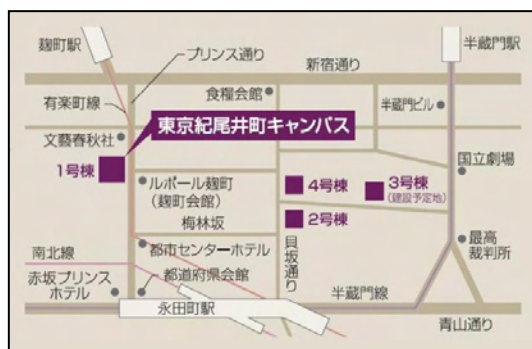 麹町駅
プリンス通り
半蔵門駅
新宿通り
有楽町線
食糧会館
半蔵門ビル
文藝春秋社
東京紀尾井町キャンパス
1号棟
国立劇場
ルポール麹町
(麹町会館)
4号棟
3号棟
(建設予定地)
梅林坂
2号棟
南北線
都市センターホテル
貝坂通り
最高
裁判所
赤坂プリンス
ホテル
都道府県会館
半蔵門線
永田町駅
青山通り